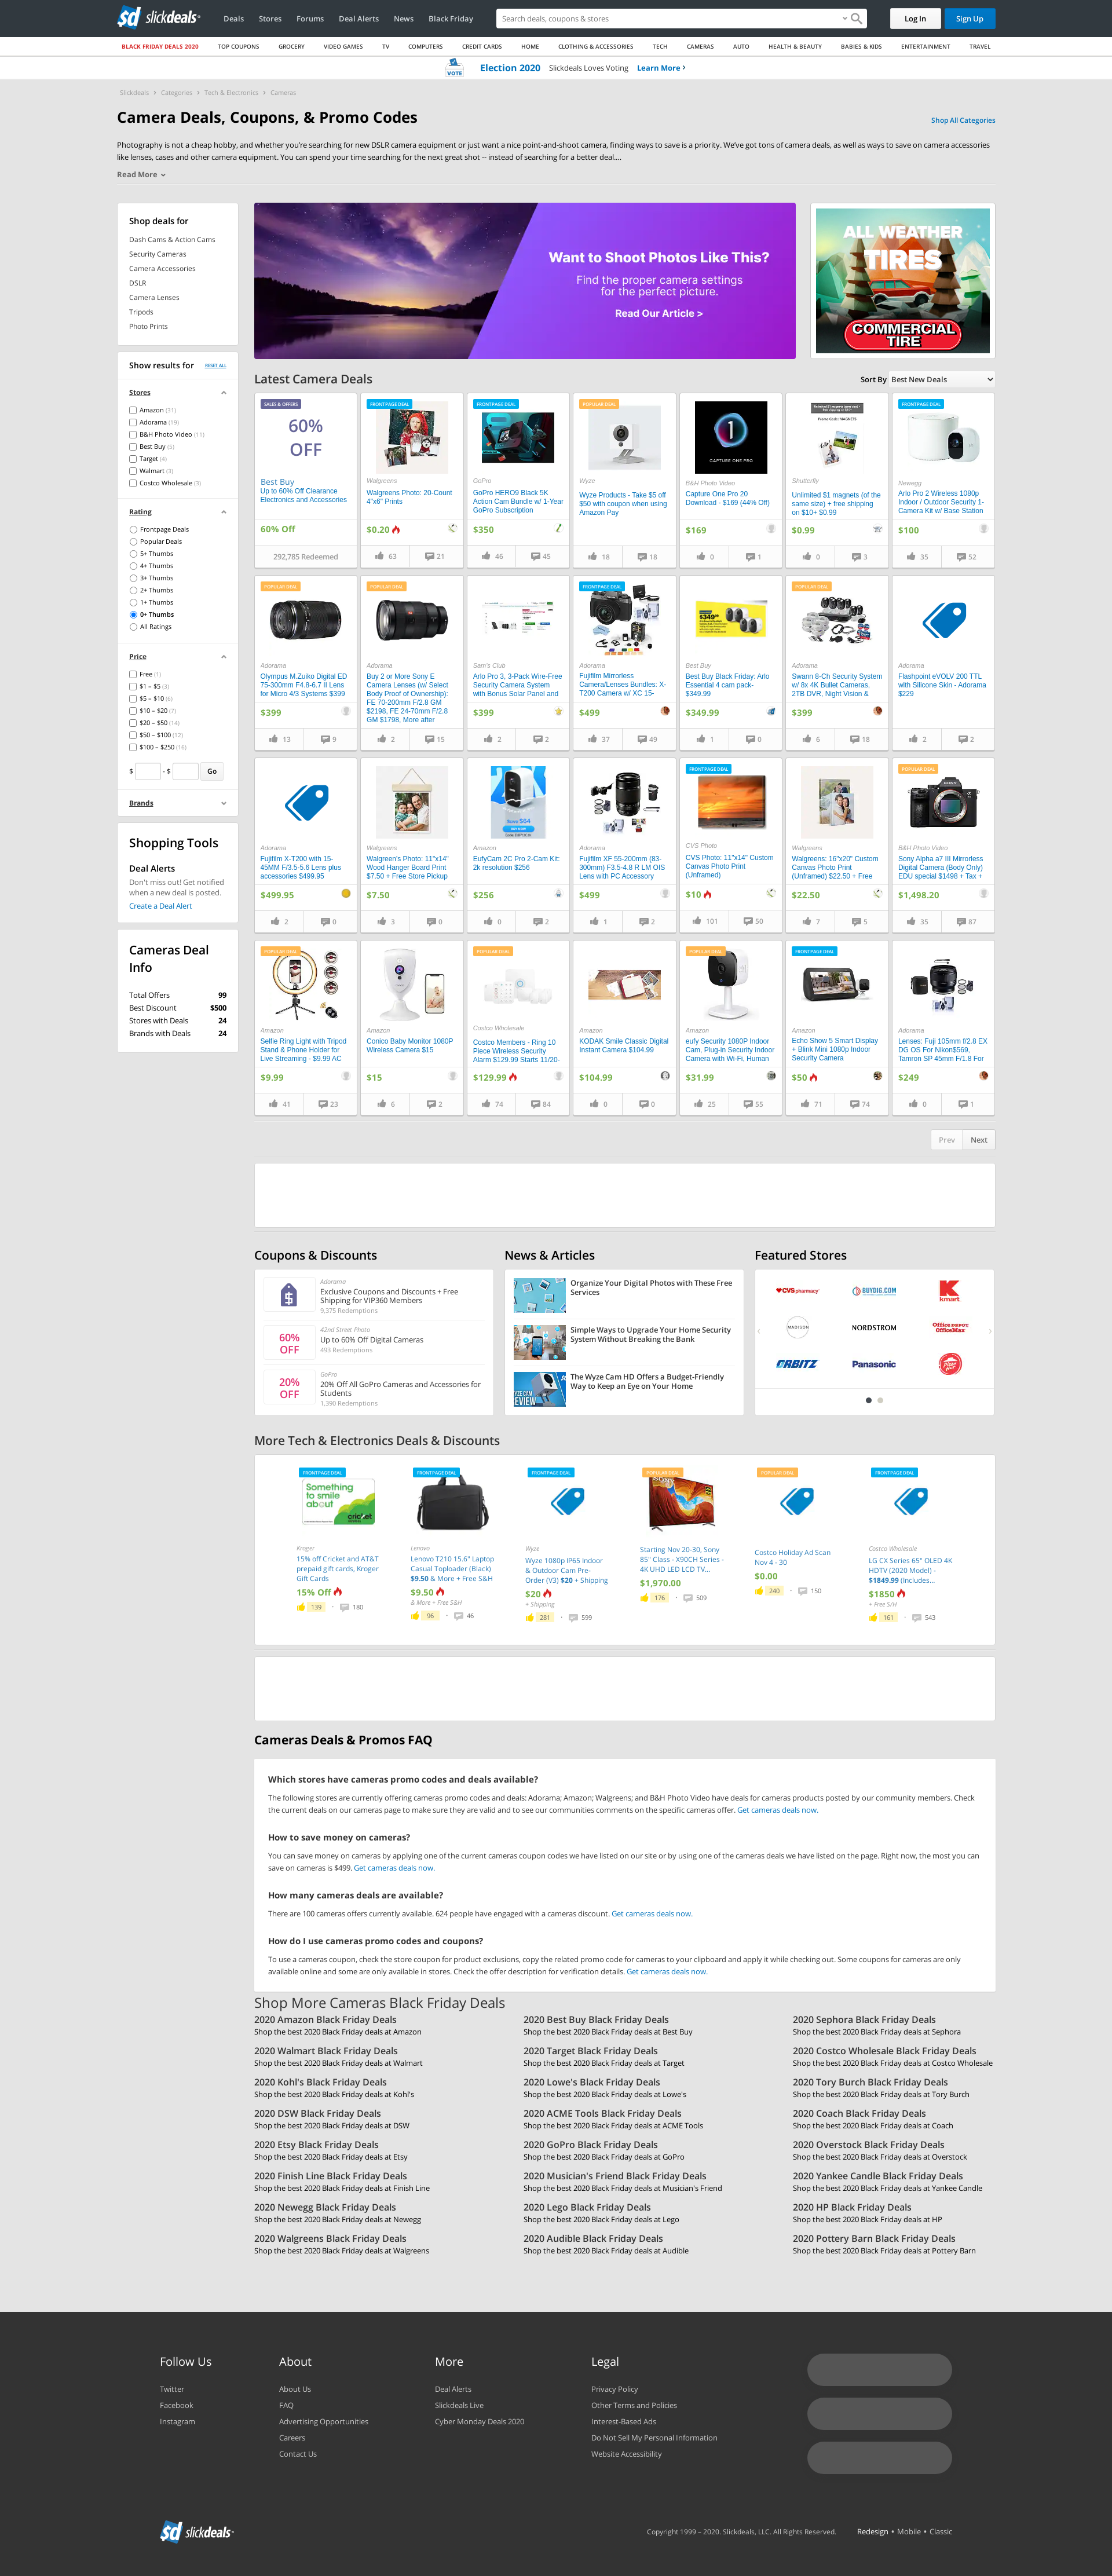 sd slickdeals
Deals
Stores
Forums
Deal Alerts
News
Black Friday
Search deals, coupons & stores
Log In
Sign Up
BLACK FRIDAY DEALS 2020
TOP COUPONS
GROCERY
VIDEO GAMES
TV
COMPUTERS
CREDIT CARDS
HOME
CLOTHING & ACCESSORIES
TECH
CAMERAS
AUTO
HEALTH & BEAUTY
BABIES & KIDS
ENTERTAINMENT
TRAVEL
VOTE
Election 2020 Slickdeals Loves Voting Learn More ›
Slickdeals › Categories › Tech & Electronics › Cameras
Camera Deals, Coupons, & Promo Codes
Shop All Categories
Photography is not a cheap hobby, and whether you're searching for new DSLR camera equipment or just want a nice point-and-shoot camera, finding ways to save is a priority. We've got tons of camera deals, as well as ways to save on camera accessories
like lenses, cases and other camera equipment. You can spend your time searching for the next great shot -- instead of searching for a better deal....
Read More
Shop deals for
Dash Cams & Action Cams
Security Cameras
Camera Accessories
DSLR
Camera Lenses
Tripods
Photo Prints
Show results for
RESET ALL
Stores
Amazon (31)
Adorama (19)
B&H Photo Video (11)
Best Buy (5)
Target (4)
Walmart (3)
Costco Wholesale (3)
Rating
Frontpage Deals
Popular Deals
5+ Thumbs
4+ Thumbs
3+ Thumbs
2+ Thumbs
1+ Thumbs
0+ Thumbs
All Ratings
Price
Free (1)
$1 – $5 (3)
$5 – $10 (6)
$10 – $20 (7)
$20 – $50 (14)
$50 – $100 (12)
$100 – $250 (16)
$ - $ Go
Brands
Shopping Tools
Deal Alerts
Don't miss out! Get notified
when a new deal is posted.
Create a Deal Alert
Cameras Deal
Info
Total Offers 99
Best Discount $500
Stores with Deals 24
Brands with Deals 24
Want to Shoot Photos Like This?
Find the proper camera settings
for the perfect picture.
Read Our Article >
ALL WEATHER
TIRES
COMMERCIAL
TIRE
Latest Camera Deals
Sort By Best New Deals
SALES & OFFERS
60%
OFF
Best Buy
Up to 60% Off Clearance
Electronics and Accessories
60% Off
292,785 Redeemed
FRONTPAGE DEAL
Walgreens
Walgreens Photo: 20-Count
4"x6" Prints
$0.20
63 21
FRONTPAGE DEAL
GoPro
GoPro HERO9 Black 5K
Action Cam Bundle w/ 1-Year
GoPro Subscription
$350
46 45
POPULAR DEAL
Wyze
Wyze Products - Take $5 off
$50 with coupon when using
Amazon Pay
18 18
1
CAPTURE ONE PRO
B&H Photo Video
Capture One Pro 20
Download - $169 (44% Off)
$169
0 1
Shutterfly
Unlimited $1 magnets (of the
same size) + free shipping
on $10+ $0.99
$0.99
0 3
FRONTPAGE DEAL
Newegg
Arlo Pro 2 Wireless 1080p
Indoor / Outdoor Security 1-
Camera Kit w/ Base Station
$100
35 52
POPULAR DEAL
Adorama
Olympus M.Zuiko Digital ED
75-300mm F4.8-6.7 II Lens
for Micro 4/3 Systems $399
$399
13 9
POPULAR DEAL
Adorama
Buy 2 or More Sony E
Camera Lenses (w/ Select
Body Proof of Ownership):
FE 70-200mm F/2.8 GM
$2198, FE 24-70mm F/2.8
GM $1798, More after
2 15
Sam's Club
Arlo Pro 3, 3-Pack Wire-Free
Security Camera System
with Bonus Solar Panel and
$399
2 2
FRONTPAGE DEAL
Adorama
Fujifilm Mirrorless
Camera/Lenses Bundles: X-
T200 Camera w/ XC 15-
$499
37 49
Best Buy
Best Buy Black Friday: Arlo
Essential 4 cam pack-
$349.99
$349.99
1 0
POPULAR DEAL
Adorama
Swann 8-Ch Security System
w/ 8x 4K Bullet Cameras,
2TB DVR, Night Vision &
$399
6 18
Adorama
Flashpoint eVOLV 200 TTL
with Silicone Skin - Adorama
$229
2 2
Adorama
Fujifilm X-T200 with 15-
45MM F/3.5-5.6 Lens plus
accessories $499.95
$499.95
2 0
Walgreens
Walgreen's Photo: 11"x14"
Wood Hanger Board Print
$7.50 + Free Store Pickup
$7.50
3 0
Amazon
EufyCam 2C Pro 2-Cam Kit:
2k resolution $256
$256
0 2
Adorama
Fujifilm XF 55-200mm (83-
300mm) F3.5-4.8 R LM OIS
Lens with PC Accessory
$499
1 2
FRONTPAGE DEAL
CVS Photo
CVS Photo: 11"x14" Custom
Canvas Photo Print
(Unframed)
$10
101 50
Walgreens
Walgreens: 16"x20" Custom
Canvas Photo Print
(Unframed) $22.50 + Free
$22.50
7 5
POPULAR DEAL
B&H Photo Video
Sony Alpha a7 III Mirrorless
Digital Camera (Body Only)
EDU special $1498 + Tax +
$1,498.20
35 87
POPULAR DEAL
Amazon
Selfie Ring Light with Tripod
Stand & Phone Holder for
Live Streaming - $9.99 AC
$9.99
41 23
Amazon
Conico Baby Monitor 1080P
Wireless Camera $15
$15
6 2
POPULAR DEAL
Costco Wholesale
Costco Members - Ring 10
Piece Wireless Security
Alarm $129.99 Starts 11/20-
$129.99
74 84
Amazon
KODAK Smile Classic Digital
Instant Camera $104.99
$104.99
0 0
POPULAR DEAL
Amazon
eufy Security 1080P Indoor
Cam, Plug-in Security Indoor
Camera with Wi-Fi, Human
$31.99
25 55
FRONTPAGE DEAL
Amazon
Echo Show 5 Smart Display
+ Blink Mini 1080p Indoor
Security Camera
$50
71 74
Adorama
Lenses: Fuji 105mm f/2.8 EX
DG OS For Nikon$569,
Tamron SP 45mm F/1.8 For
$249
0 1
Prev Next
Coupons & Discounts
Adorama
Exclusive Coupons and Discounts + Free
Shipping for VIP360 Members
9,375 Redemptions
60%
OFF
42nd Street Photo
Up to 60% Off Digital Cameras
493 Redemptions
20%
OFF
GoPro
20% Off All GoPro Cameras and Accessories for
Students
1,390 Redemptions
News & Articles
Organize Your Digital Photos with These Free
Services
Simple Ways to Upgrade Your Home Security
System Without Breaking the Bank
The Wyze Cam HD Offers a Budget-Friendly
Way to Keep an Eye on Your Home
Featured Stores
CVS pharmacy
BUYDIG.COM
kmart
MADISON
NORDSTROM
Office DEPOT
OfficeMax
ORBITZ
Panasonic
Pizza Hut
More Tech & Electronics Deals & Discounts
FRONTPAGE DEAL
Something
to smile
about
cricket
Kroger
15% off Cricket and AT&T
prepaid gift cards, Kroger
Gift Cards
15% Off
139 180
FRONTPAGE DEAL
Lenovo
Lenovo T210 15.6" Laptop
Casual Toploader (Black)
$9.50 & More + Free S&H
$9.50
& More + Free S&H
96 46
FRONTPAGE DEAL
Wyze
Wyze 1080p IP65 Indoor
& Outdoor Cam Pre-
Order (V3) $20 + Shipping
$20
+ Shipping
281 599
POPULAR DEAL
Starting Nov 20-30, Sony
85" Class - X90CH Series -
4K UHD LED LCD TV...
$1,970.00
176 509
POPULAR DEAL
Costco Holiday Ad Scan
Nov 4 - 30
$0.00
240 150
FRONTPAGE DEAL
Costco Wholesale
LG CX Series 65" OLED 4K
HDTV (2020 Model) -
$1849.99 (Includes...
$1850
+ Free S/H
161 543
Cameras Deals & Promos FAQ
Which stores have cameras promo codes and deals available?
The following stores are currently offering cameras promo codes and deals: Adorama; Amazon; Walgreens; and B&H Photo Video have deals for cameras products posted by our community members. Check
the current deals on our cameras page to make sure they are valid and to see our communities comments on the specific cameras offer. Get cameras deals now.
How to save money on cameras?
You can save money on cameras by applying one of the current cameras coupon codes we have listed on our site or by using one of the cameras deals we have listed on the page. Right now, the most you can
save on cameras is $499. Get cameras deals now.
How many cameras deals are available?
There are 100 cameras offers currently available. 624 people have engaged with a cameras discount. Get cameras deals now.
How do I use cameras promo codes and coupons?
To use a cameras coupon, check the store coupon for product exclusions, copy the related promo code for cameras to your clipboard and apply it while checking out. Some coupons for cameras are only
available online and some are only available in stores. Check the offer description for verification details. Get cameras deals now.
Shop More Cameras Black Friday Deals
2020 Amazon Black Friday Deals
Shop the best 2020 Black Friday deals at Amazon
2020 Best Buy Black Friday Deals
Shop the best 2020 Black Friday deals at Best Buy
2020 Sephora Black Friday Deals
Shop the best 2020 Black Friday deals at Sephora
2020 Walmart Black Friday Deals
Shop the best 2020 Black Friday deals at Walmart
2020 Target Black Friday Deals
Shop the best 2020 Black Friday deals at Target
2020 Costco Wholesale Black Friday Deals
Shop the best 2020 Black Friday deals at Costco Wholesale
2020 Kohl's Black Friday Deals
Shop the best 2020 Black Friday deals at Kohl's
2020 Lowe's Black Friday Deals
Shop the best 2020 Black Friday deals at Lowe's
2020 Tory Burch Black Friday Deals
Shop the best 2020 Black Friday deals at Tory Burch
2020 DSW Black Friday Deals
Shop the best 2020 Black Friday deals at DSW
2020 ACME Tools Black Friday Deals
Shop the best 2020 Black Friday deals at ACME Tools
2020 Coach Black Friday Deals
Shop the best 2020 Black Friday deals at Coach
2020 Etsy Black Friday Deals
Shop the best 2020 Black Friday deals at Etsy
2020 GoPro Black Friday Deals
Shop the best 2020 Black Friday deals at GoPro
2020 Overstock Black Friday Deals
Shop the best 2020 Black Friday deals at Overstock
2020 Finish Line Black Friday Deals
Shop the best 2020 Black Friday deals at Finish Line
2020 Musician's Friend Black Friday Deals
Shop the best 2020 Black Friday deals at Musician's Friend
2020 Yankee Candle Black Friday Deals
Shop the best 2020 Black Friday deals at Yankee Candle
2020 Newegg Black Friday Deals
Shop the best 2020 Black Friday deals at Newegg
2020 Lego Black Friday Deals
Shop the best 2020 Black Friday deals at Lego
2020 HP Black Friday Deals
Shop the best 2020 Black Friday deals at HP
2020 Walgreens Black Friday Deals
Shop the best 2020 Black Friday deals at Walgreens
2020 Audible Black Friday Deals
Shop the best 2020 Black Friday deals at Audible
2020 Pottery Barn Black Friday Deals
Shop the best 2020 Black Friday deals at Pottery Barn
Follow Us
Twitter
Facebook
Instagram
About
About Us
FAQ
Advertising Opportunities
Careers
Contact Us
More
Deal Alerts
Slickdeals Live
Cyber Monday Deals 2020
Legal
Privacy Policy
Other Terms and Policies
Interest-Based Ads
Do Not Sell My Personal Information
Website Accessibility
sd slickdeals
Copyright 1999 – 2020. Slickdeals, LLC. All Rights Reserved.
Redesign • Mobile • Classic